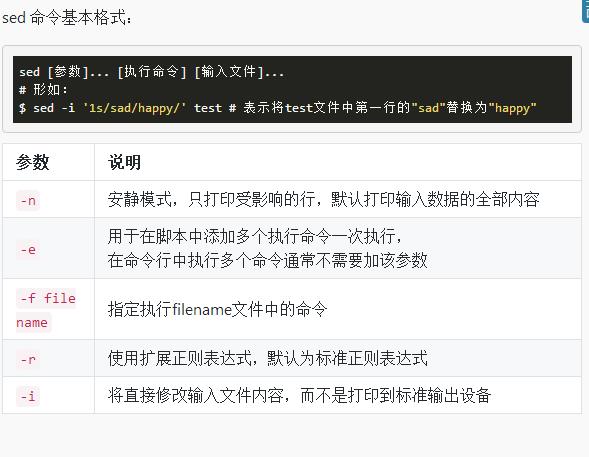 sed 命令基本格式：
sed [参数]... [执行命令] [输入文件]...
# 形如：
$ sed -i '1s/sad/happy/' test # 表示将test文件中第一行的"sad"替换为"happy"
参数 说明
-n 安静模式，只打印受影响的行，默认打印输入数据的全部内容
-e 用于在脚本中添加多个执行命令一次执行，
在命令行中执行多个命令通常不需要加该参数
-f file
name 指定执行filename文件中的命令
-r 使用扩展正则表达式，默认为标准正则表达式
-i 将直接修改输入文件内容，而不是打印到标准输出设备